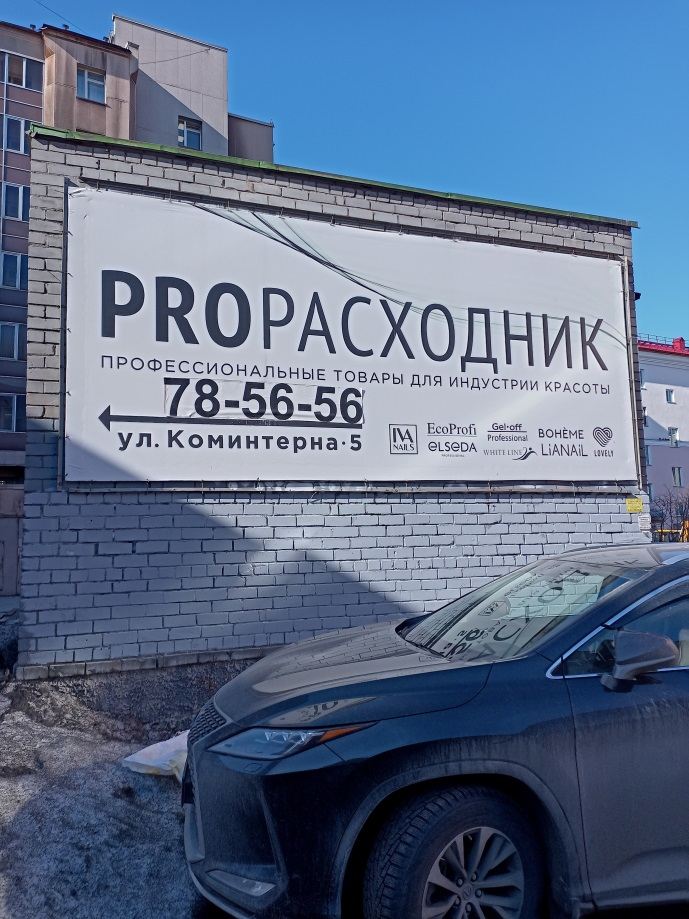 PROРАСХОДНИК
ПРОФЕССИОНАЛЬНЫЕ ТОВАРЫ ДЛЯ ИНДУСТРИИ КРАСОТЫ
78-56-56
ул. Коминтерна·5
IVA NAILS
EcoProfi
elseda
Gel·off
Professional
WHITE LINE
BOHÈME
LiANAIL
LOVELY